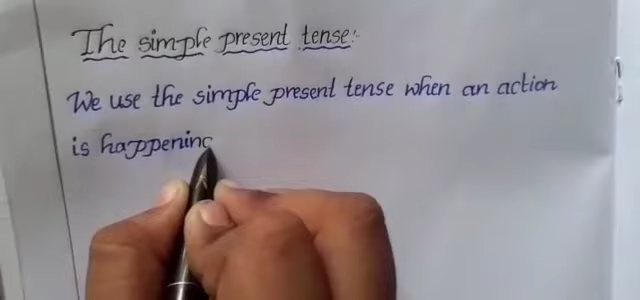 The simple present tense:-
We use the simple present tense when an action
is happening